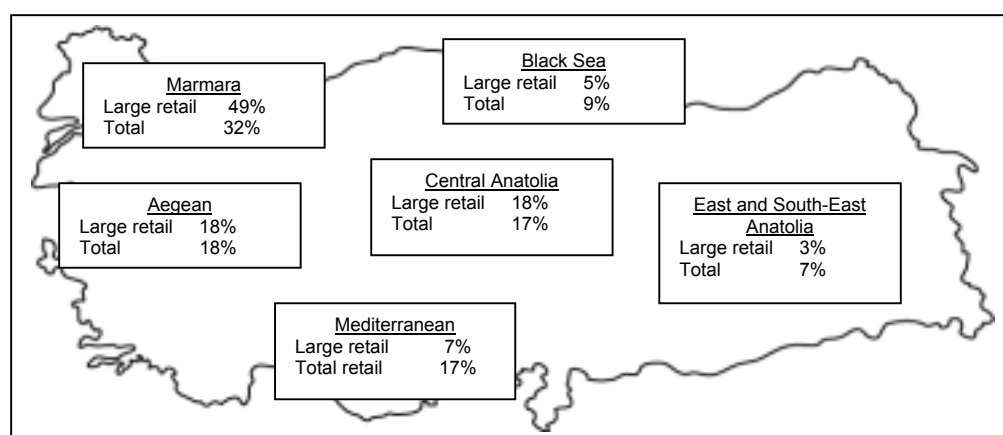 Marmara
Large retail 49%
Total 32%
Black Sea
Large retail 5%
Total 9%
Aegean
Large retail 18%
Total 18%
Central Anatolia
Large retail 18%
Total 17%
East and South-East
Anatolia
Large retail 3%
Total 7%
Mediterranean
Large retail 7%
Total retail 17%